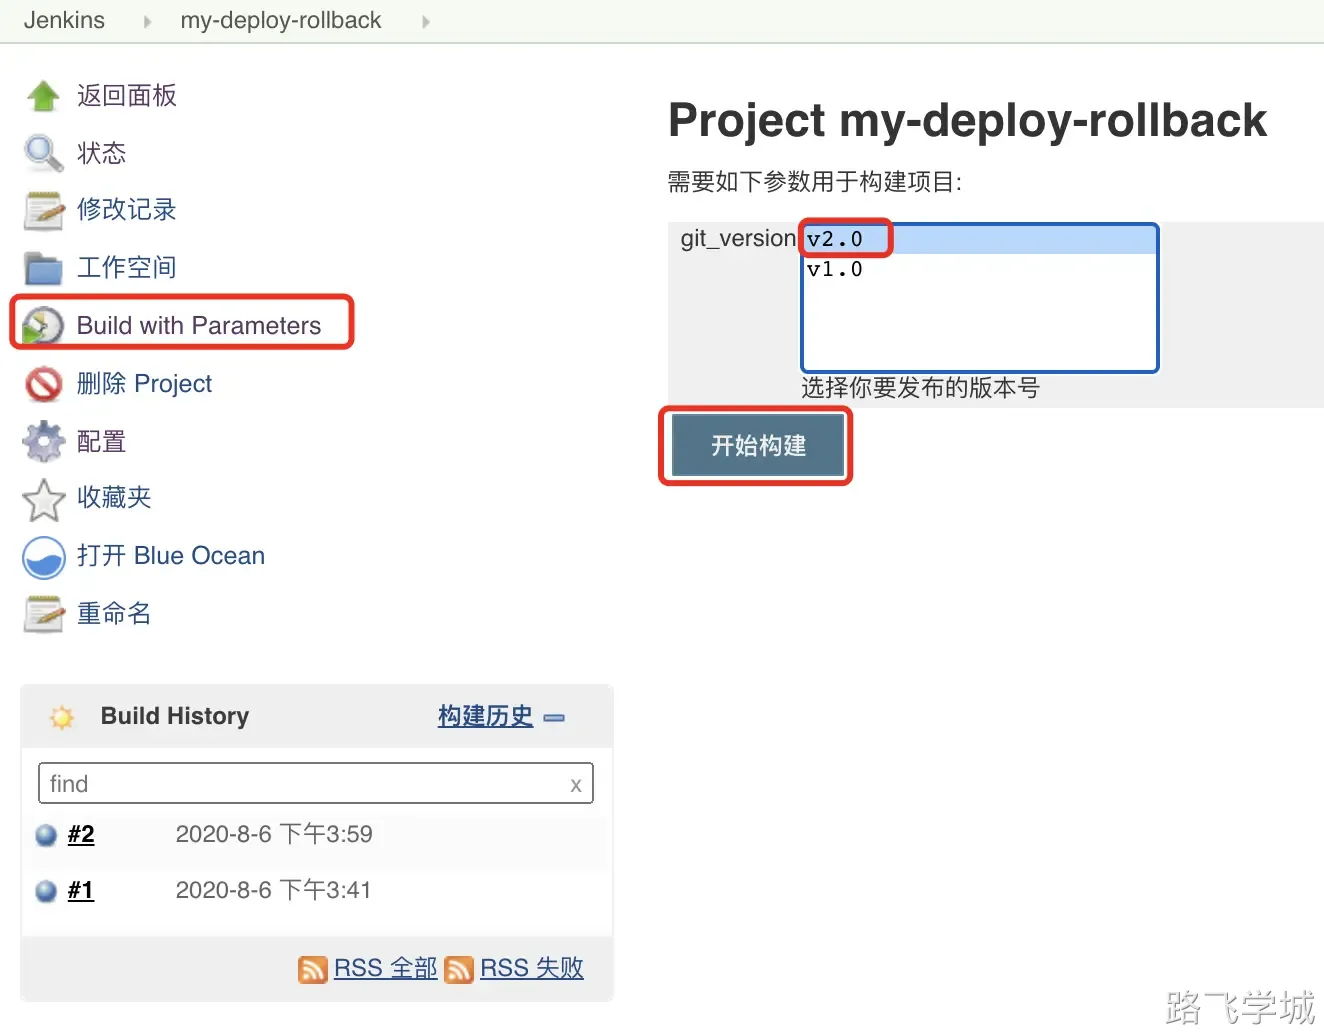 Jenkins my-deploy-rollback
返回面板
状态
修改记录
工作空间
Build with Parameters
删除 Project
配置
收藏夹
打开 Blue Ocean
重命名
Build History 构建历史
find x
#2 2020-8-6 下午3:59
#1 2020-8-6 下午3:41
RSS 全部 RSS 失败
Project my-deploy-rollback
需要如下参数用于构建项目:
git_version v2.0
v1.0
选择你要发布的版本号
开始构建
路飞学城